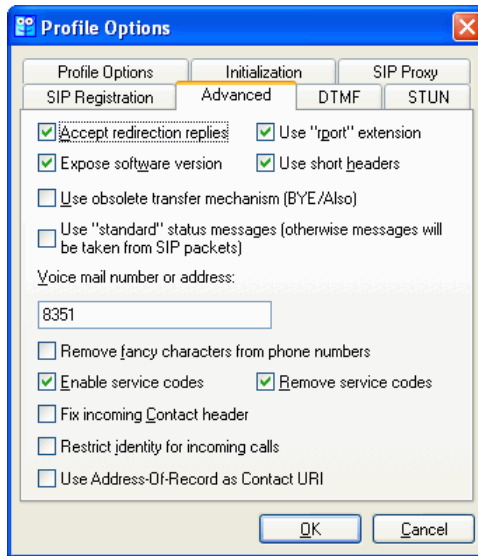 Profile Options
Profile Options Initialization SIP Proxy
SIP Registration Advanced DTMF STUN
Accept redirection replies Use "rport" extension
Expose software version Use short headers
Use obsolete transfer mechanism (BYE/Also)
Use "standard" status messages (otherwise messages will
be taken from SIP packets)
Voice mail number or address:
8351
Remove fancy characters from phone numbers
Enable service codes Remove service codes
Fix incoming Contact header
Restrict identity for incoming calls
Use Address-Of-Record as Contact URI
OK Cancel